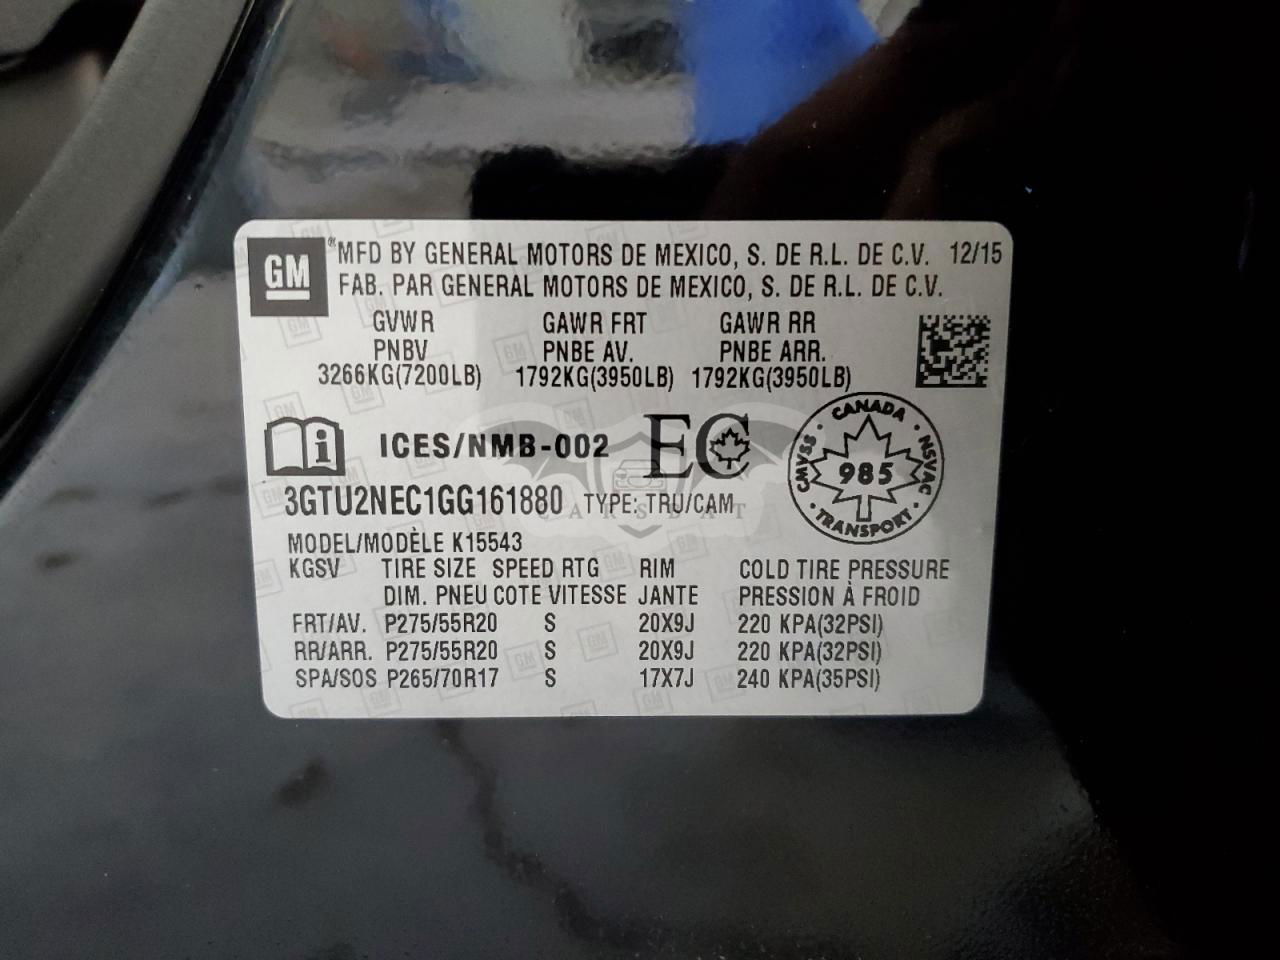 GM ® MFD BY GENERAL MOTORS DE MEXICO, S. DE R.L. DE C.V. 12/15
FAB. PAR GENERAL MOTORS DE MEXICO, S. DE R.L. DE C.V.
GVWR GAWR FRT GAWR RR
PNBV PNBE AV. PNBE ARR.
3266KG(7200LB) 1792KG(3950LB) 1792KG(3950LB)
i ICES/NMB-002 EC
CANADA
CMVSS 985 NSVAC
TRANSPORT
3GTU2NEC1GG161880 TYPE: TRU/CAM
CARSDAT
MODEL/MODÈLE K15543
KGSV TIRE SIZE SPEED RTG RIM COLD TIRE PRESSURE
DIM. PNEU COTE VITESSE JANTE PRESSION À FROID
FRT/AV. P275/55R20 S 20X9J 220 KPA(32PSI)
RR/ARR. P275/55R20 S 20X9J 220 KPA(32PSI)
SPA/SOS P265/70R17 S 17X7J 240 KPA(35PSI)